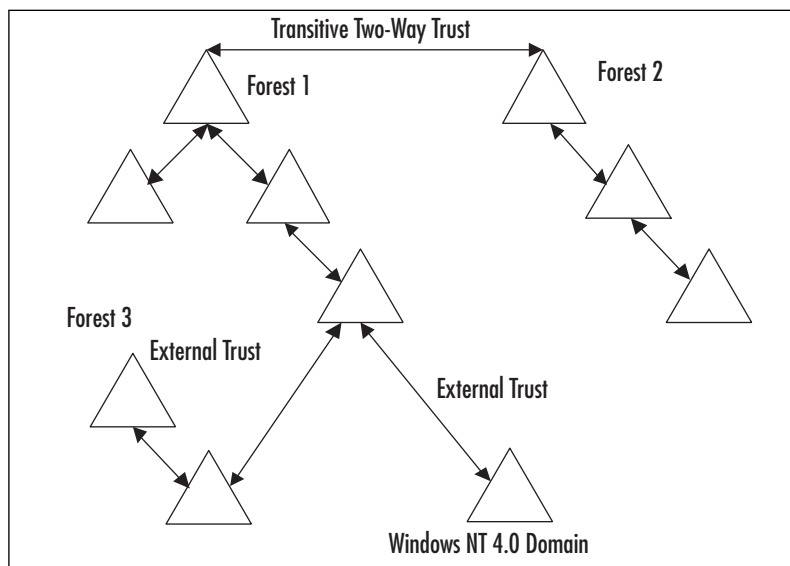 Transitive Two-Way Trust
Forest 1
Forest 2
Forest 3
External Trust
External Trust
Windows NT 4.0 Domain